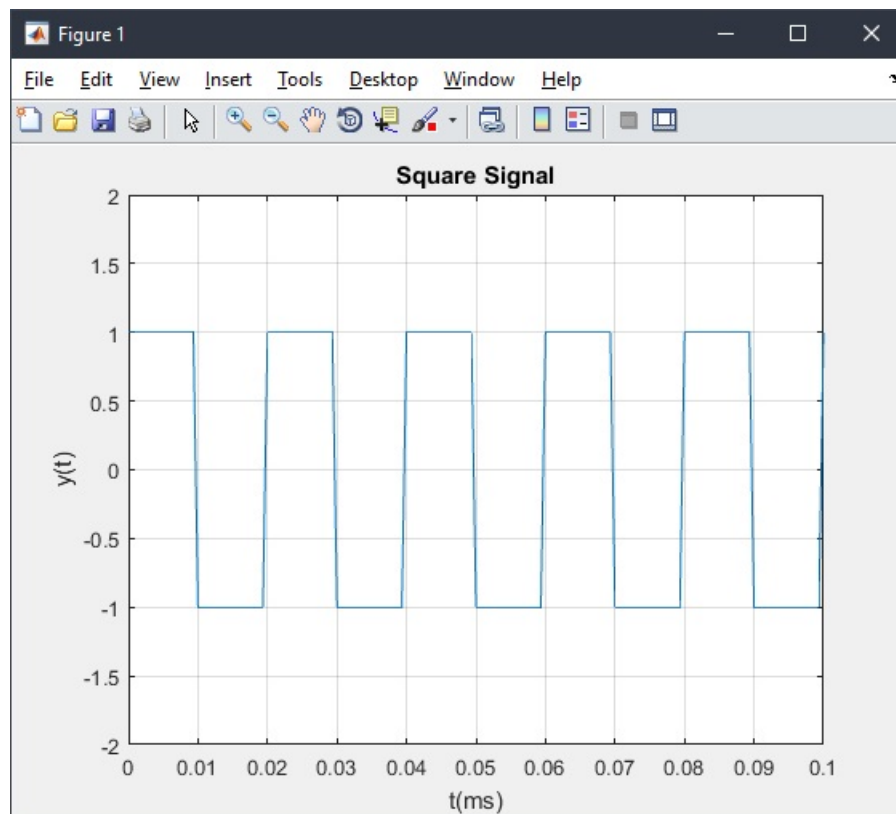 Figure 1
File Edit View Insert Tools Desktop Window Help
Square Signal
2
1.5
1
0.5
0
-0.5
-1
-1.5
-2
y(t)
0 0.01 0.02 0.03 0.04 0.05 0.06 0.07 0.08 0.09 0.1
t(ms)